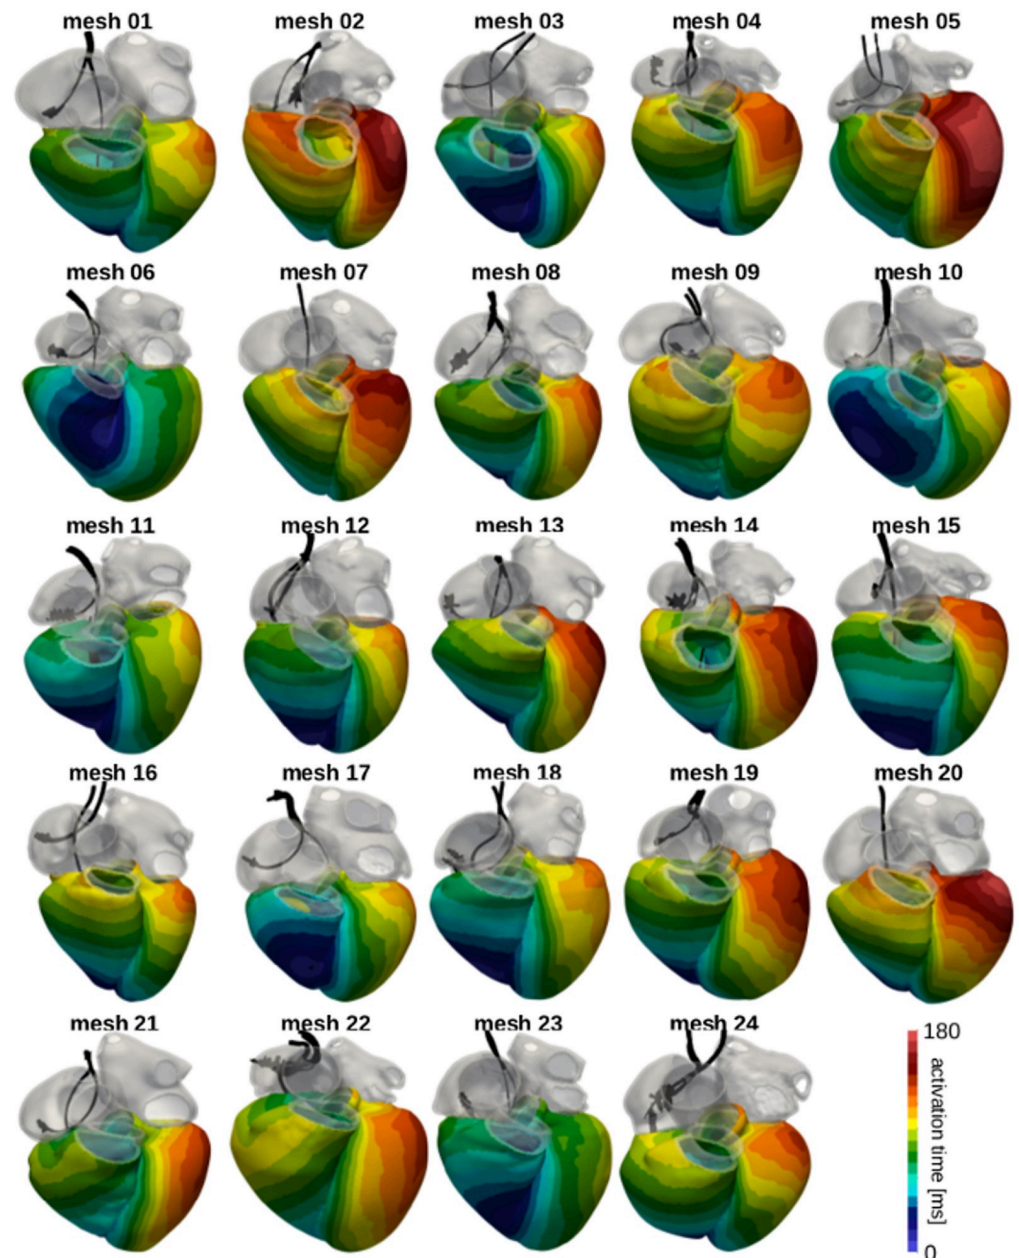 mesh 01 mesh 02 mesh 03 mesh 04 mesh 05
mesh 06 mesh 07 mesh 08 mesh 09 mesh 10
mesh 11 mesh 12 mesh 13 mesh 14 mesh 15
mesh 16 mesh 17 mesh 18 mesh 19 mesh 20
mesh 21 mesh 22 mesh 23 mesh 24
180
activation time [ms]
0